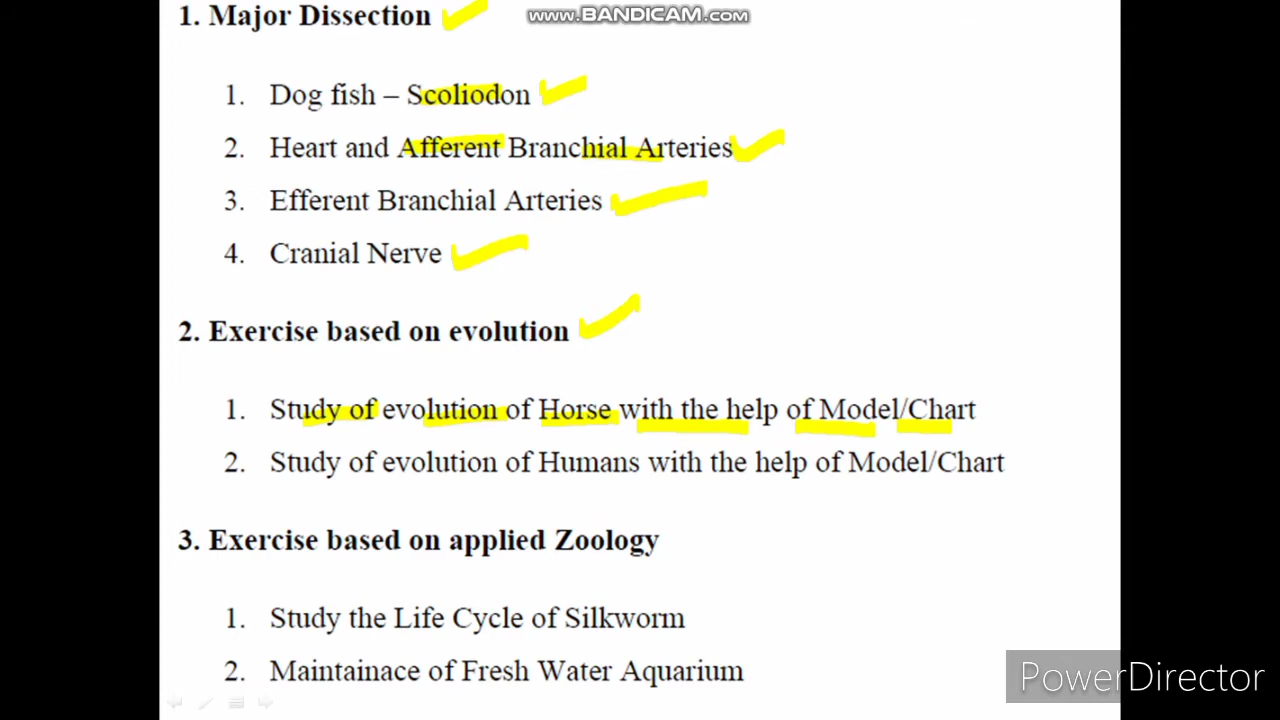 www.BANDICAM.com
1. Major Dissection
1. Dog fish – Scoliodon
2. Heart and Afferent Branchial Arteries
3. Efferent Branchial Arteries
4. Cranial Nerve
2. Exercise based on evolution
1. Study of evolution of Horse with the help of Model/Chart
2. Study of evolution of Humans with the help of Model/Chart
3. Exercise based on applied Zoology
1. Study the Life Cycle of Silkworm
2. Maintainace of Fresh Water Aquarium
PowerDirector